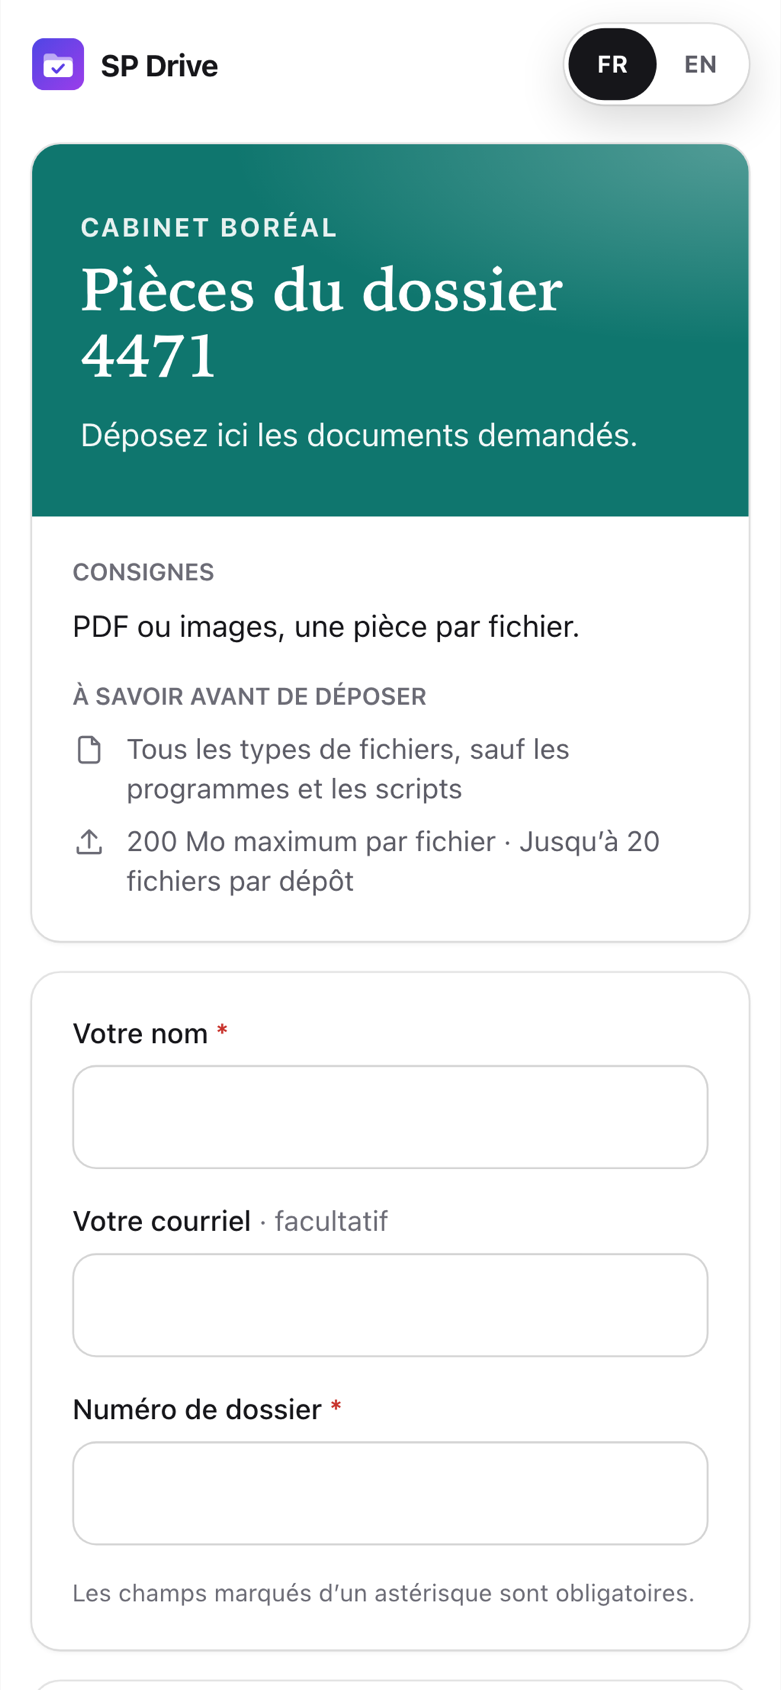 SP Drive
FR EN
CABINET BORÉAL
Pièces du dossier
4471
Déposez ici les documents demandés.
CONSIGNES
PDF ou images, une pièce par fichier.
À SAVOIR AVANT DE DÉPOSER
Tous les types de fichiers, sauf les
programmes et les scripts
200 Mo maximum par fichier · Jusqu’à 20
fichiers par dépôt
Votre nom *
Votre courriel · facultatif
Numéro de dossier *
Les champs marqués d’un astérisque sont obligatoires.